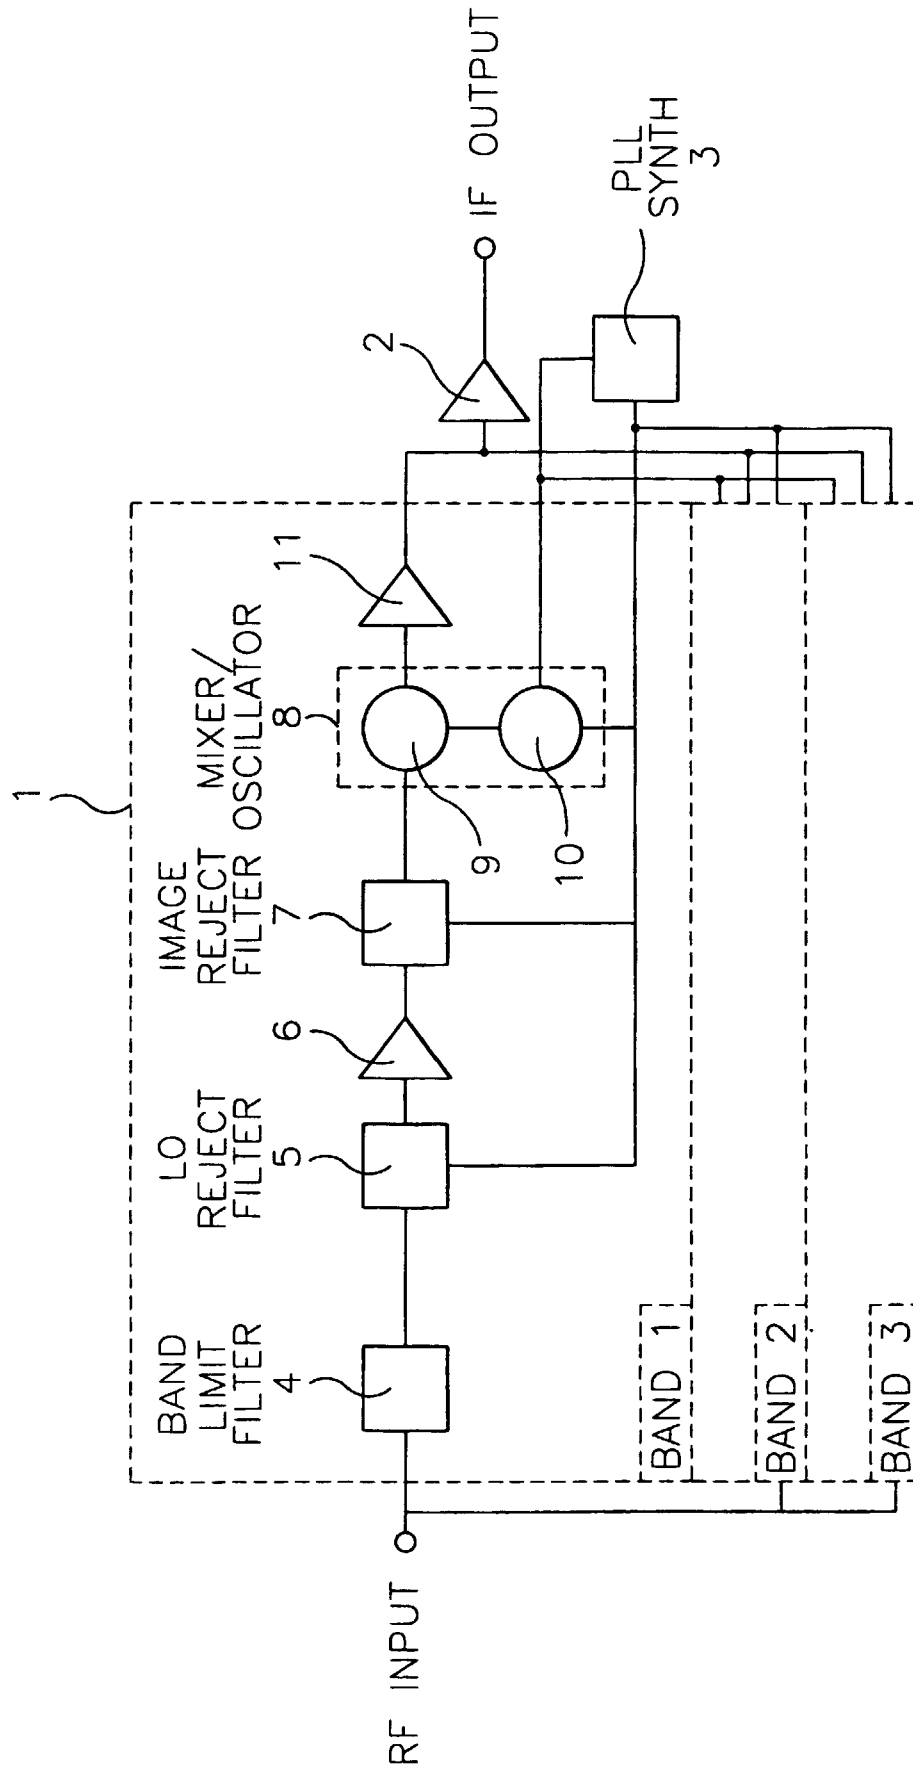 1
BAND
LIMIT
FILTER
4
LO
REJECT
FILTER
5
6
IMAGE
REJECT
FILTER
7
MIXER/
OSCILLATOR
8
11
9
10
2
RF INPUT
IF OUTPUT
PLL
SYNTH
3
BAND 1
BAND 2
BAND 3